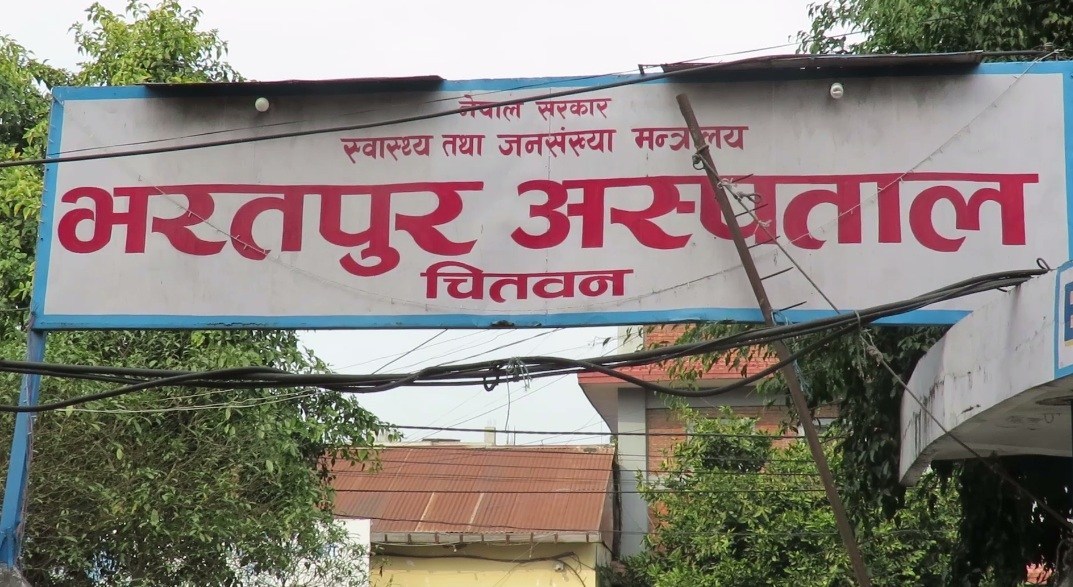 नेपाल सरकार
स्वास्थ्य तथा जनसंख्या मन्त्रालय
भरतपुर अस्पताल
चितवन